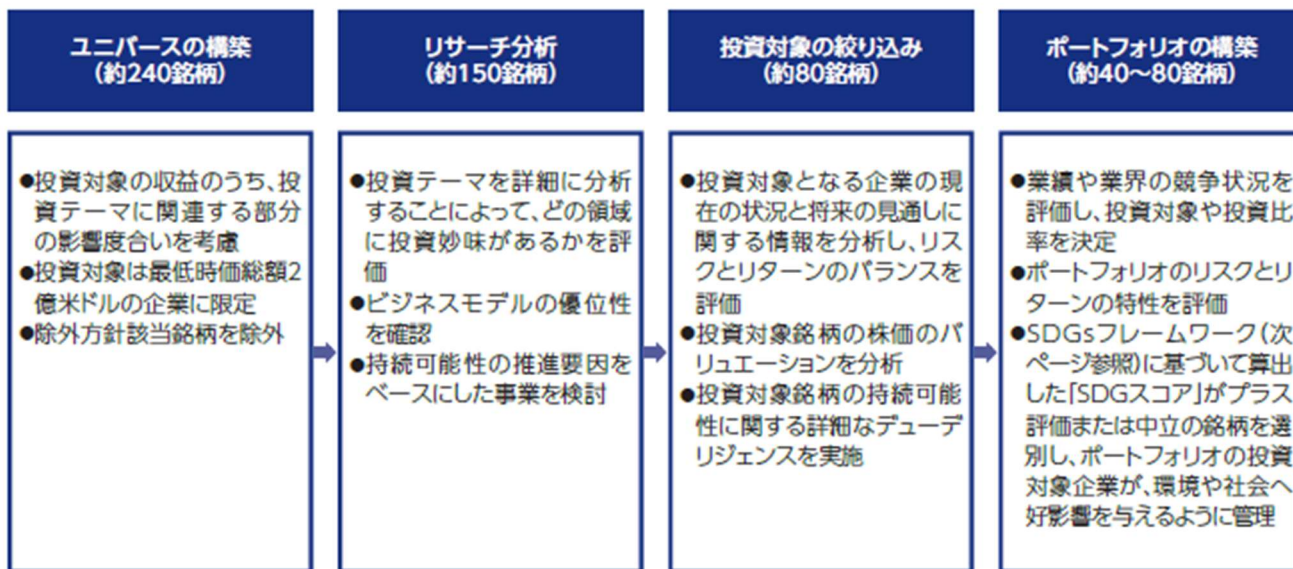 ユニバースの構築
(約240銘柄)
●投資対象の収益のうち、投
資テーマに関連する部分
の影響度合いを考慮
●投資対象は最低時価総額2
億米ドルの企業に限定
●除外方針該当銘柄を除外
リサーチ分析
(約150銘柄)
●投資テーマを詳細に分析
することによって、どの領域
に投資妙味があるかを評
価
●ビジネスモデルの優位性
を確認
●持続可能性の推進要因を
ベースにした事業を検討
投資対象の絞り込み
(約80銘柄)
●投資対象となる企業の現
在の状況と将来の見通しに
関する情報を分析し、リス
クとリターンのバランスを
評価
●投資対象銘柄の株価のバ
リュエーションを分析
●投資対象銘柄の持続可能
性に関する詳細なデューデ
リジェンスを実施
ポートフォリオの構築
(約40〜80銘柄)
●業績や業界の競争状況を
評価し、投資対象や投資比
率を決定
●ポートフォリオのリスクとリ
ターンの特性を評価
●SDGsフレームワーク(次
ページ参照)に基づいて算出
した「SDGスコア」がプラス
評価または中立の銘柄を選
別し、ポートフォリオの投資
対象企業が、環境や社会へ
好影響を与えるように管理